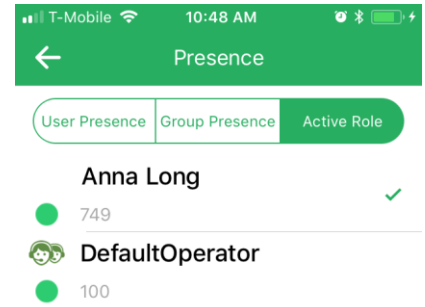 T-Mobile 10:48 AM
Presence
User Presence Group Presence Active Role
Anna Long
749
DefaultOperator
100